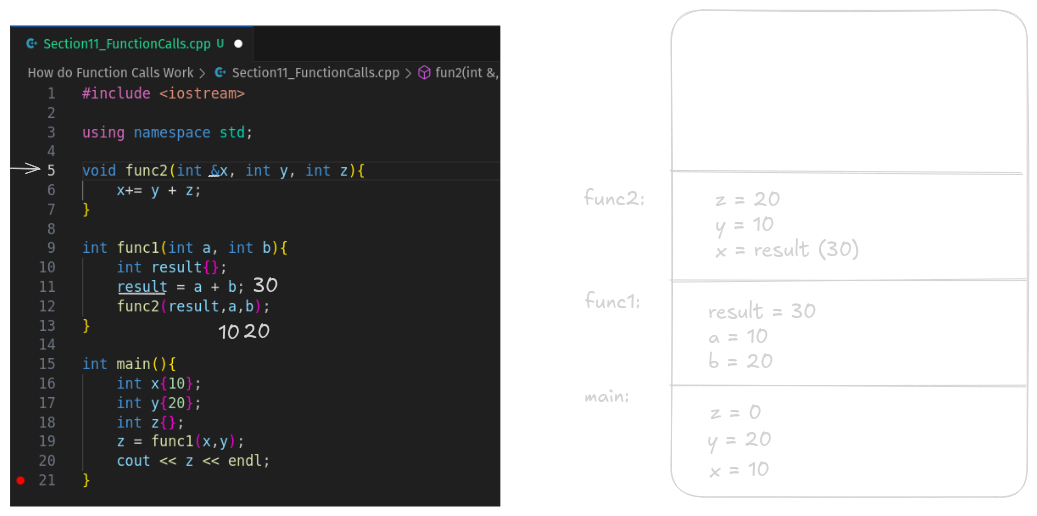 Section11_FunctionCalls.cpp U
How do Function Calls Work > Section11_FunctionCalls.cpp > fun2(int &,
1 #include <iostream>
2
3 using namespace std;
4
5 void func2(int &x, int y, int z){
6 x+= y + z;
7 }
8
9 int func1(int a, int b){
10 int result{};
11 result = a + b; 30
12 func2(result,a,b);
13 }
10 20
14
15 int main(){
16 int x{10};
17 int y{20};
18 int z{};
19 z = func1(x,y);
20 cout << z << endl;
21 }
func2:
z = 20
y = 10
x = result (30)
func1:
result = 30
a = 10
b = 20
main:
z = 0
y = 20
x = 10